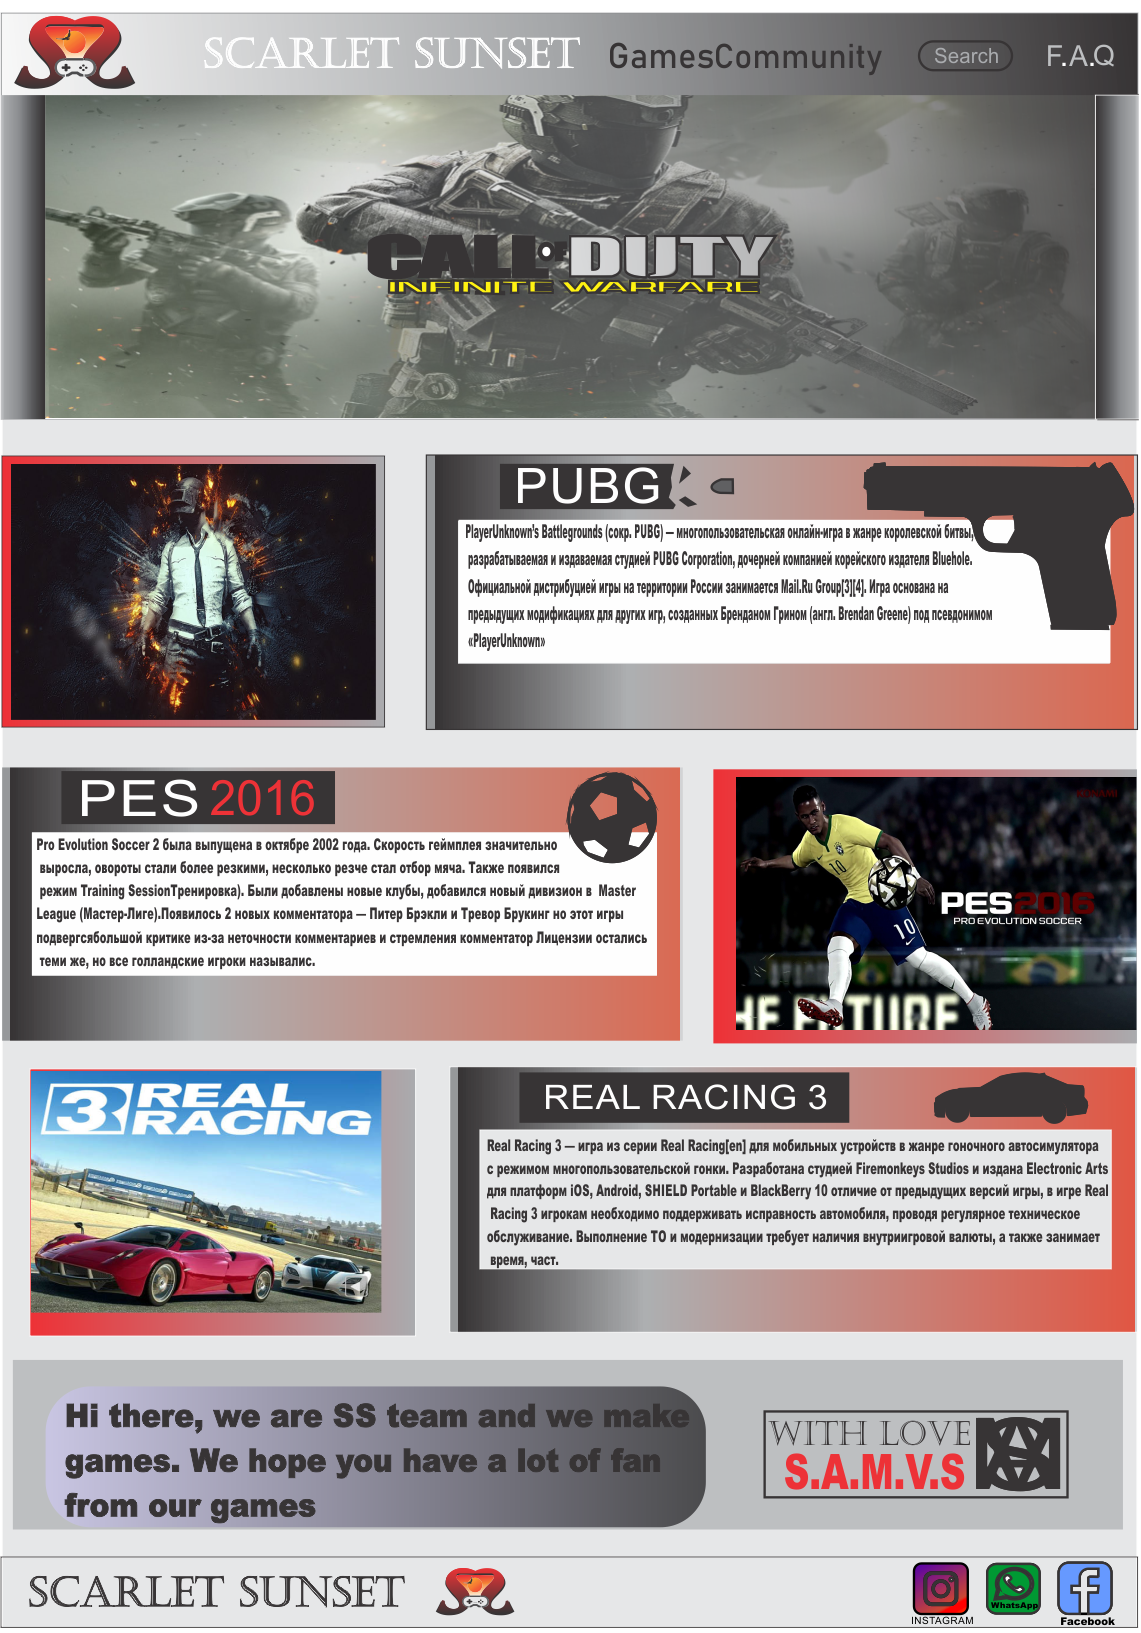 SCARLET SUNSET GamesCommunity Search F.A.Q
CALL OF DUTY
INFINITE WARFARE
PUBG
PlayerUnknown's Battlegrounds (сокр. PUBG) — многопользовательская онлайн-игра в жанре королевской битвы,
разрабатываемая и издаваемая студией PUBG Corporation, дочерней компанией корейского издателя Bluehole.
Официальной дистрибуцией игры на территории России занимается Mail.Ru Group[3][4]. Игра основана на
предыдущих модификациях для других игр, созданных Бренданом Грином (англ. Brendan Greene) под псевдонимом
«PlayerUnknown»
PES 2016
Pro Evolution Soccer 2 была выпущена в октябре 2002 года. Скорость геймплея значительно
выросла, овороты стали более резкими, несколько резче стал отбор мяча. Также появился
режим Training SessionТренировка). Были добавлены новые клубы, добавился новый дивизион в Master
League (Мастер-Лиге).Появилось 2 новых комментатора — Питер Брэкли и Тревор Брукинг но этот игры
подвергсябольшой критике из-за неточности комментариев и стремления комментатор Лицензии остались
теми же, но все голландские игроки называлис.
KONAMI
10
PES2016
PRO EVOLUTION SOCCER
10
HE FUTURE
3 REAL
RACING
REAL RACING 3
Real Racing 3 — игра из серии Real Racing[en] для мобильных устройств в жанре гоночного автосимулятора
с режимом многопользовательской гонки. Разработана студией Firemonkeys Studios и издана Electronic Arts
для платформ iOS, Android, SHIELD Portable и BlackBerry 10 отличие от предыдущих версий игры, в игре Real
Racing 3 игрокам необходимо поддерживать исправность автомобиля, проводя регулярное техническое
обслуживание. Выполнение ТО и модернизации требует наличия внутриигровой валюты, а также занимает
время, част.
Hi there, we are SS team and we make
games. We hope you have a lot of fan
from our games
WITH LOVE
S.A.M.V.S
SCARLET SUNSET
INSTAGRAM
WhatsApp
Facebook